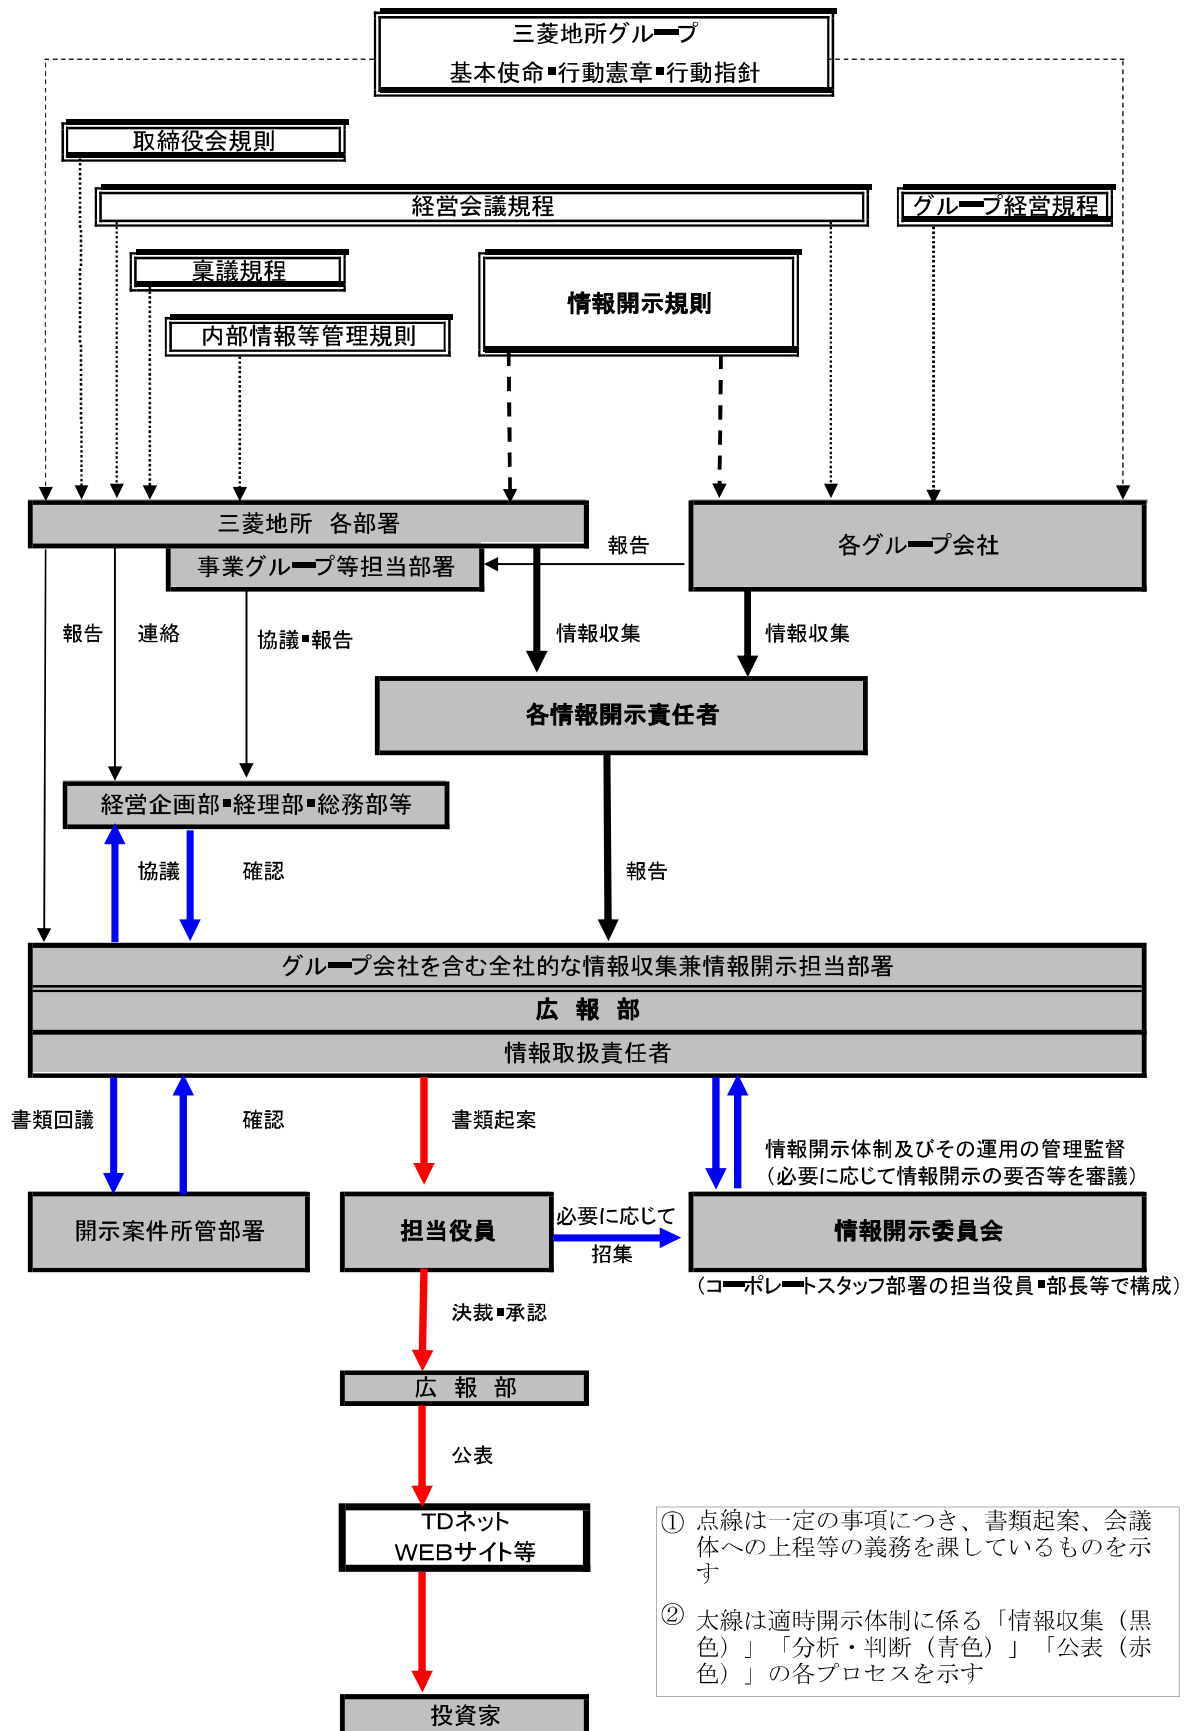 三菱地所グループ
基本使命・行動憲章・行動指針
取締役会規則
経営会議規程
グループ経営規程
稟議規程
情報開示規則
内部情報等管理規則
三菱地所 各部署
事業グループ等担当部署
報告
各グループ会社
報告
連絡
協議・報告
情報収集
情報収集
各情報開示責任者
経営企画部・経理部・総務部等
協議
確認
報告
グループ会社を含む全社的な情報収集兼情報開示担当部署
広 報 部
情報取扱責任者
書類回議
確認
書類起案
情報開示体制及びその運用の管理監督
(必要に応じて情報開示の要否等を審議)
開示案件所管部署
担当役員
必要に応じて
招集
情報開示委員会
(コーポレートスタッフ部署の担当役員・部長等で構成)
決裁・承認
広 報 部
公表
TDネット
WEBサイト等
① 点線は一定の事項につき、書類起案、会議
体への上程等の義務を課しているものを示
す
② 太線は適時開示体制に係る「情報収集(黒
色)」「分析・判断(青色)」「公表(赤
色)」の各プロセスを示す
投資家